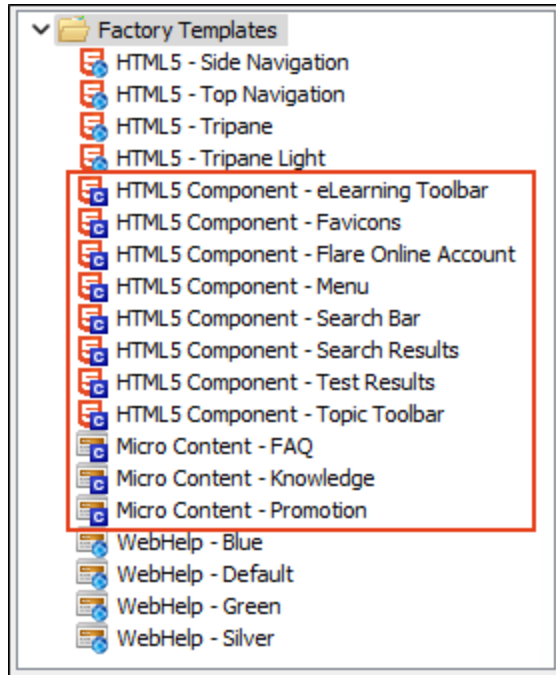 Factory Templates
HTML5 - Side Navigation
HTML5 - Top Navigation
HTML5 - Tripane
HTML5 - Tripane Light
HTML5 Component - eLearning Toolbar
HTML5 Component - Favicons
HTML5 Component - Flare Online Account
HTML5 Component - Menu
HTML5 Component - Search Bar
HTML5 Component - Search Results
HTML5 Component - Test Results
HTML5 Component - Topic Toolbar
Micro Content - FAQ
Micro Content - Knowledge
Micro Content - Promotion
WebHelp - Blue
WebHelp - Default
WebHelp - Green
WebHelp - Silver